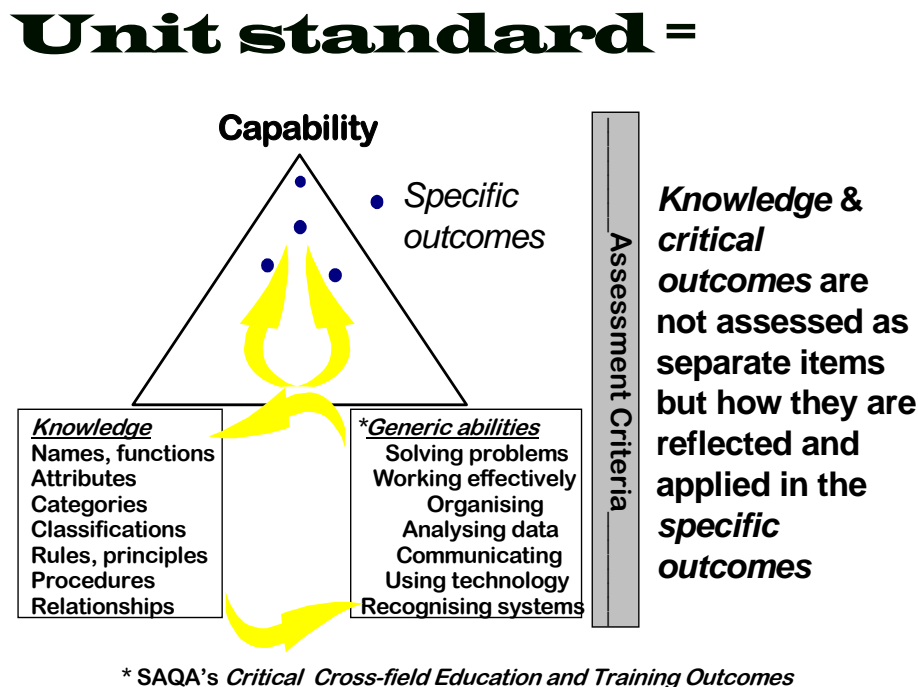 Unit standard =
Capability
Specific
outcomes
Knowledge
Names, functions
Attributes
Categories
Classifications
Rules, principles
Procedures
Relationships
*Generic abilities
Solving problems
Working effectively
Organising
Analysing data
Communicating
Using technology
Recognising systems
Assessment Criteria
Knowledge &
critical
outcomes are
not assessed as
separate items
but how they are
reflected and
applied in the
specific
outcomes
* SAQA's Critical Cross-field Education and Training Outcomes